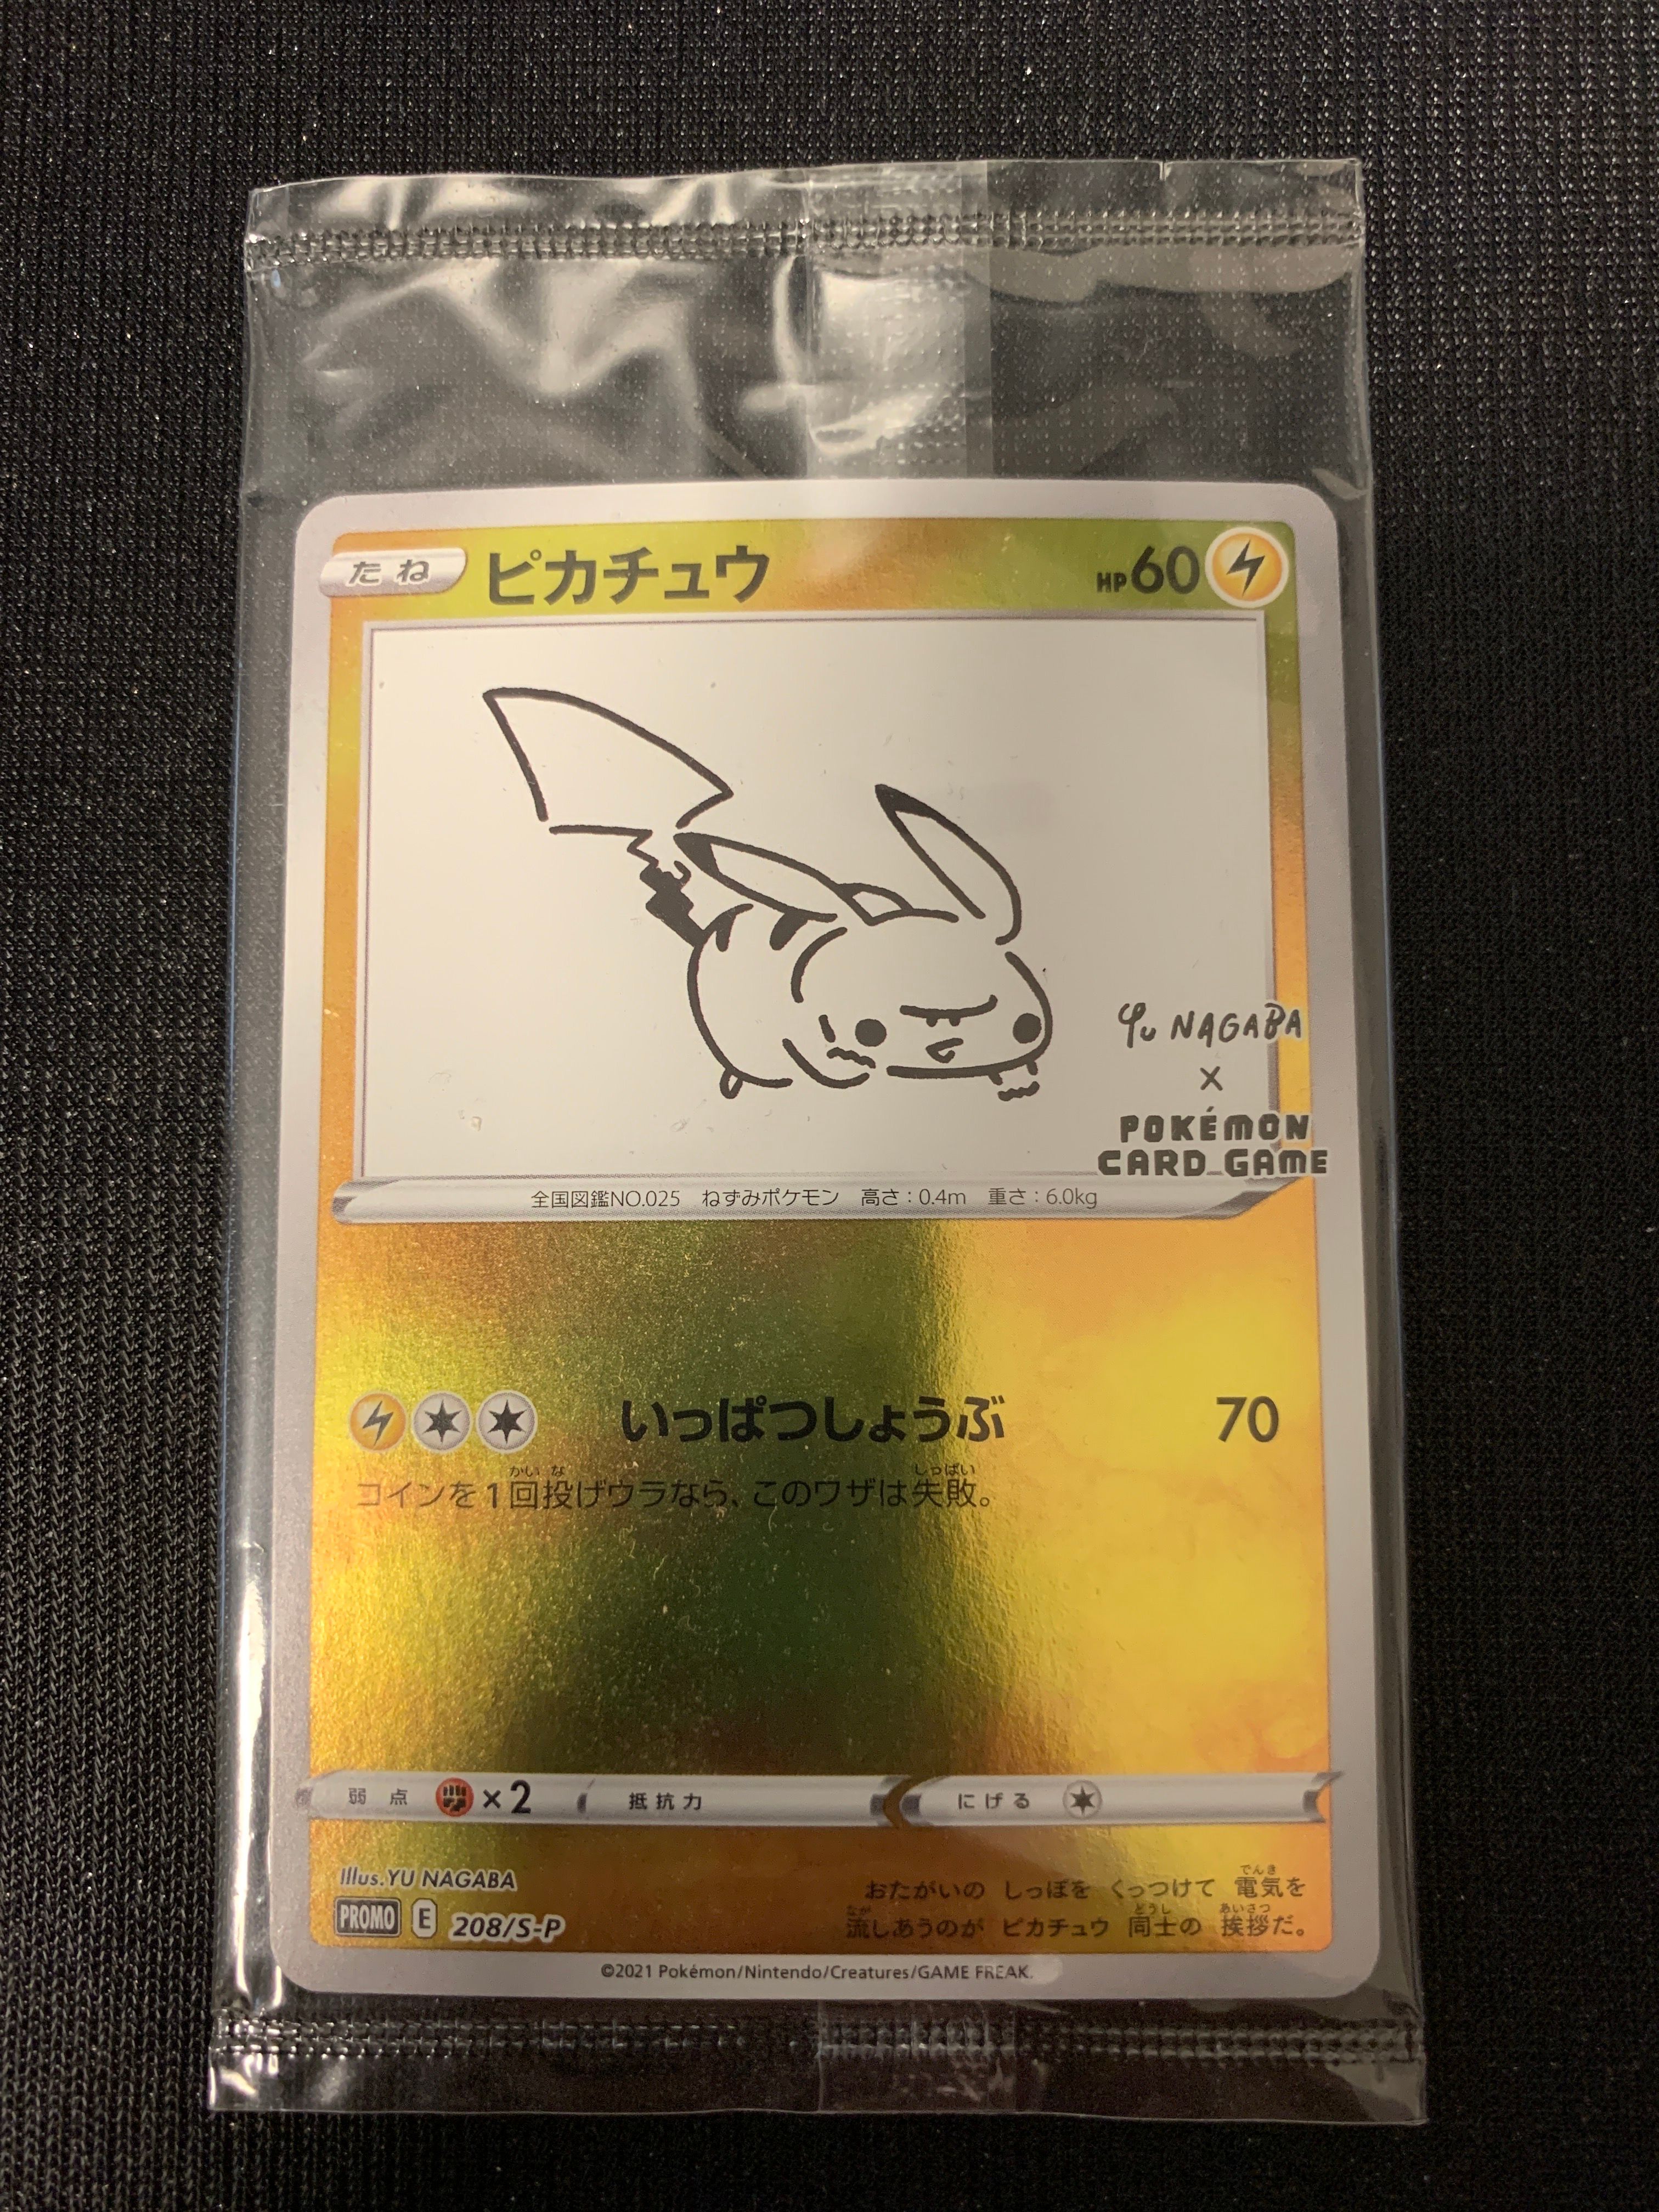 たね ピカチュウ HP60
YU NAGABA
×
POKÉMON
CARD GAME
全国図鑑NO.025 ねずみポケモン 高さ：0.4m 重さ：6.0kg
いっぱつしょうぶ 70
コインを1回投げウラなら、このワザは失敗。
弱点 ×2 抵抗力 にげる
Illus.YU NAGABA
PROMO E 208/S-P
おたがいの しっぽを くっつけて 電気を
流しあうのが ピカチュウ 同士の 挨拶だ。
©2021 Pokémon/Nintendo/Creatures/GAME FREAK.